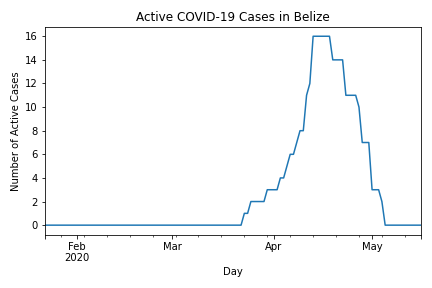 Active COVID-19 Cases in Belize
Number of Active Cases
16
14
12
10
8
6
4
2
0
Feb
2020
Mar
Apr
May
Day